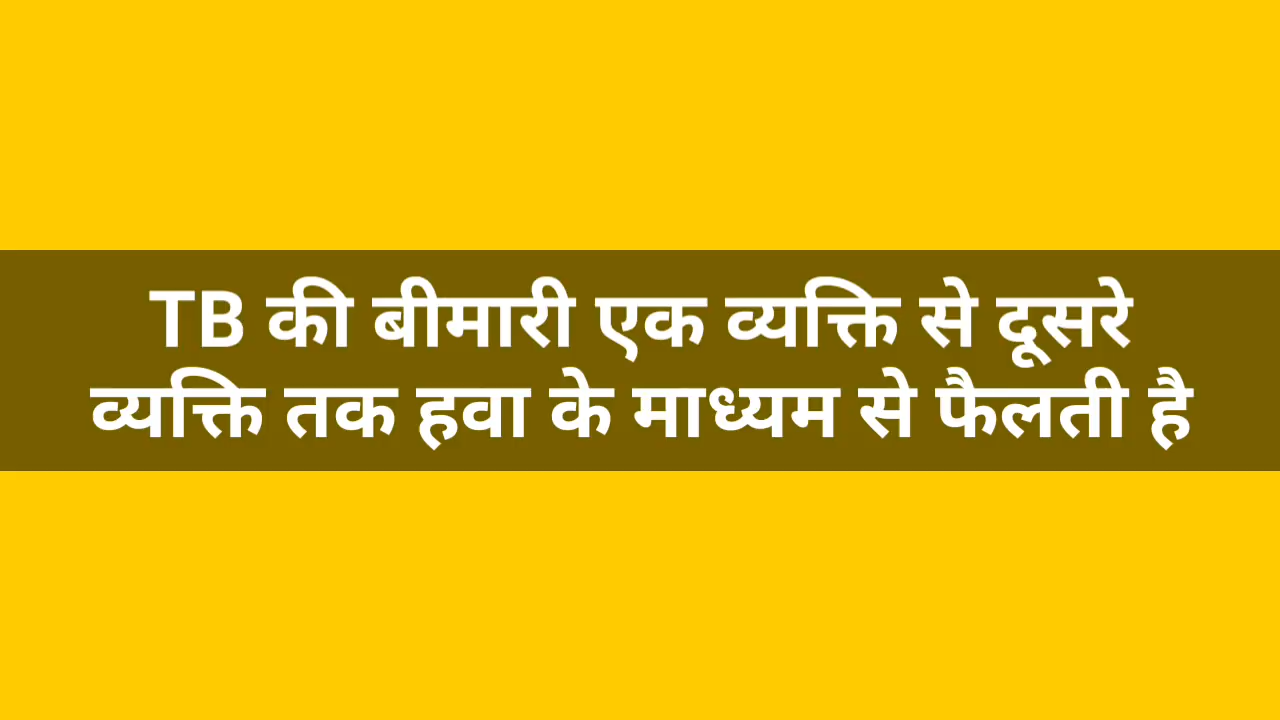 TB की बीमारी एक व्यक्ति से दूसरे
व्यक्ति तक हवा के माध्यम से फैलती है